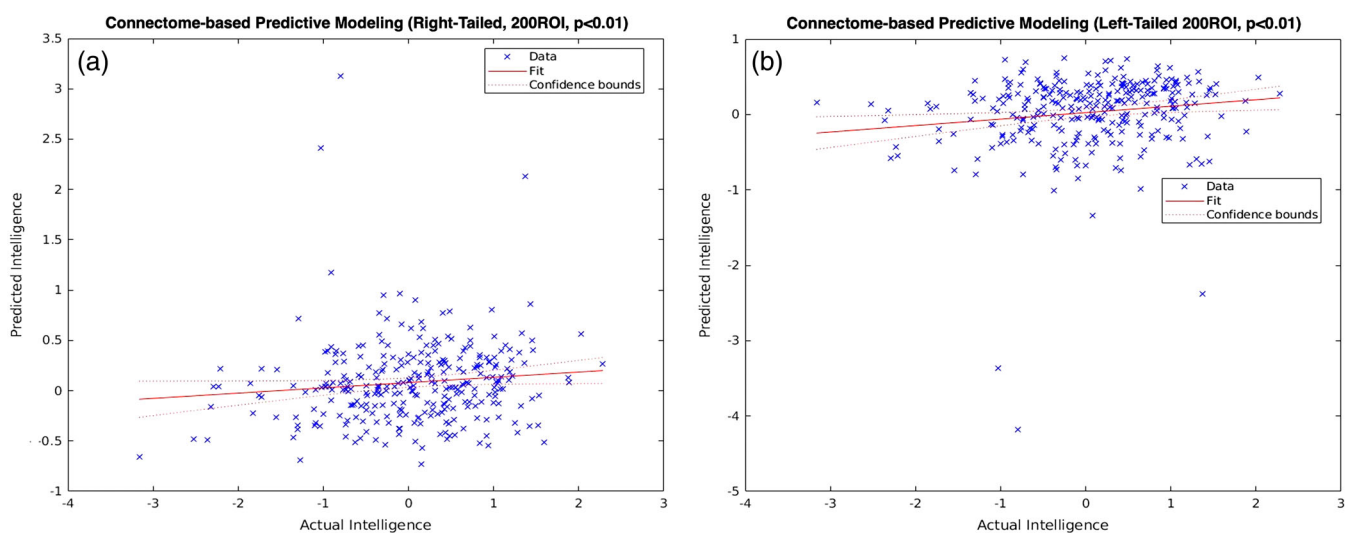 Connectome-based Predictive Modeling (Right-Tailed, 200ROI, p<0.01)
(a)
Data
Fit
Confidence bounds
3.5
3
2.5
2
1.5
1
0.5
0
-0.5
-1
Predicted Intelligence
-4 -3 -2 -1 0 1 2 3
Actual Intelligence
Connectome-based Predictive Modeling (Left-Tailed 200ROI, p<0.01)
(b)
Data
Fit
Confidence bounds
1
0
-1
-2
-3
-4
-5
Predicted Intelligence
-4 -3 -2 -1 0 1 2 3
Actual Intelligence